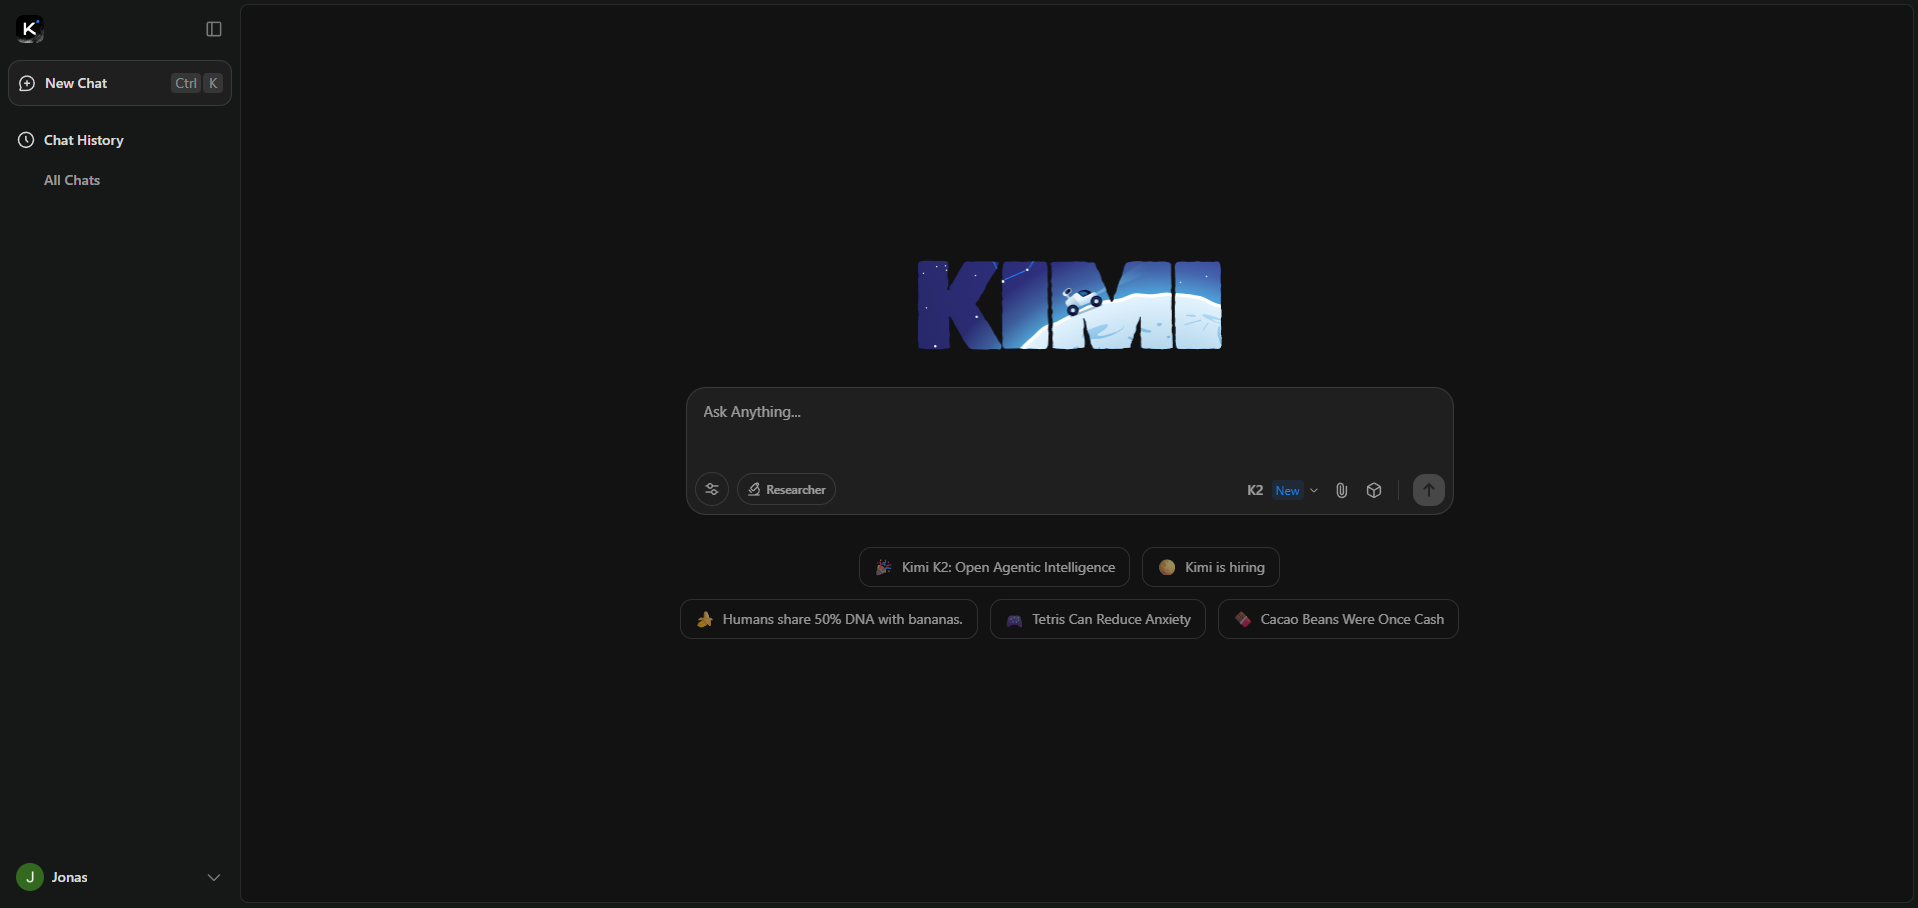 K
New Chat Ctrl K
Chat History
All Chats
KIMI
Ask Anything...
Researcher K2 New
Kimi K2: Open Agentic Intelligence Kimi is hiring
Humans share 50% DNA with bananas. Tetris Can Reduce Anxiety Cacao Beans Were Once Cash
J Jonas